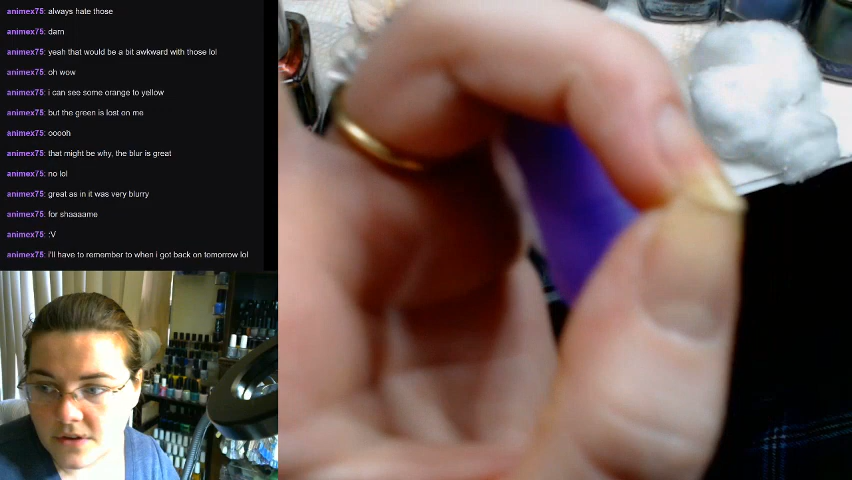 animex75: always hate those
animex75: darn
animex75: yeah that would be a bit awkward with those lol
animex75: oh wow
animex75: i can see some orange to yellow
animex75: but the green is lost on me
animex75: ooooh
animex75: that might be why, the blur is great
animex75: no lol
animex75: great as in it was very blurry
animex75: for shaaaame
animex75: :V
animex75: i'll have to remember to when i got back on tomorrow lol